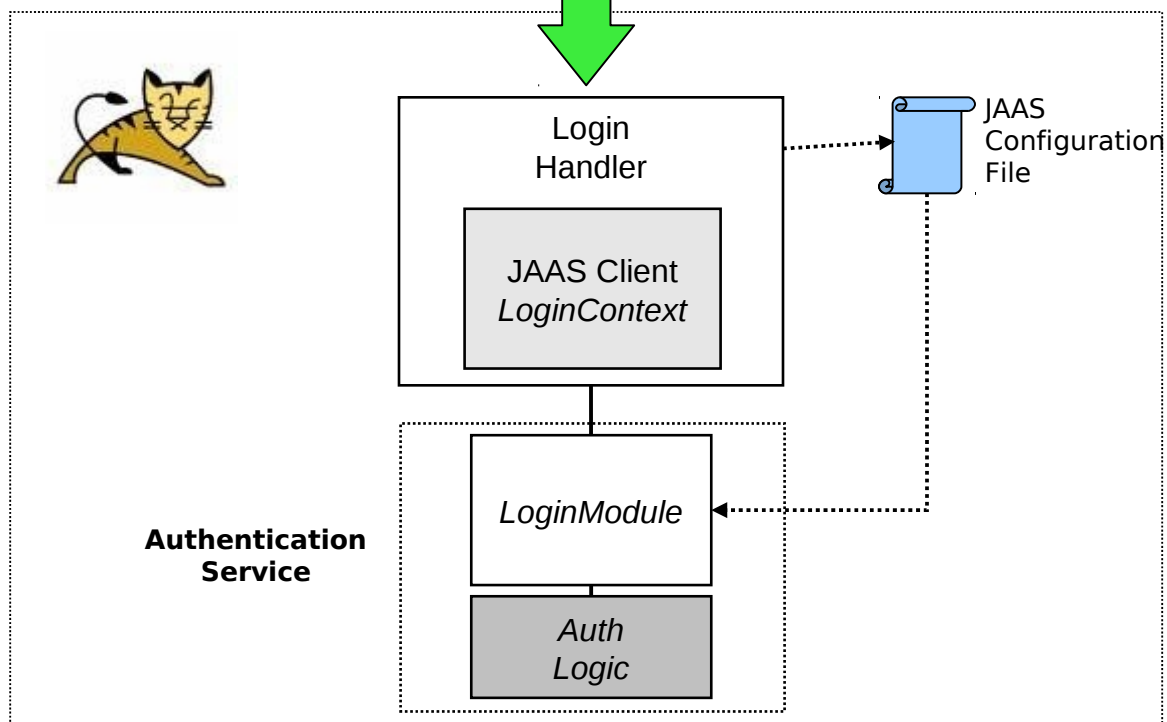 Login
Handler
JAAS
Configuration
File
JAAS Client
LoginContext
LoginModule
Authentication
Service
Auth
Logic